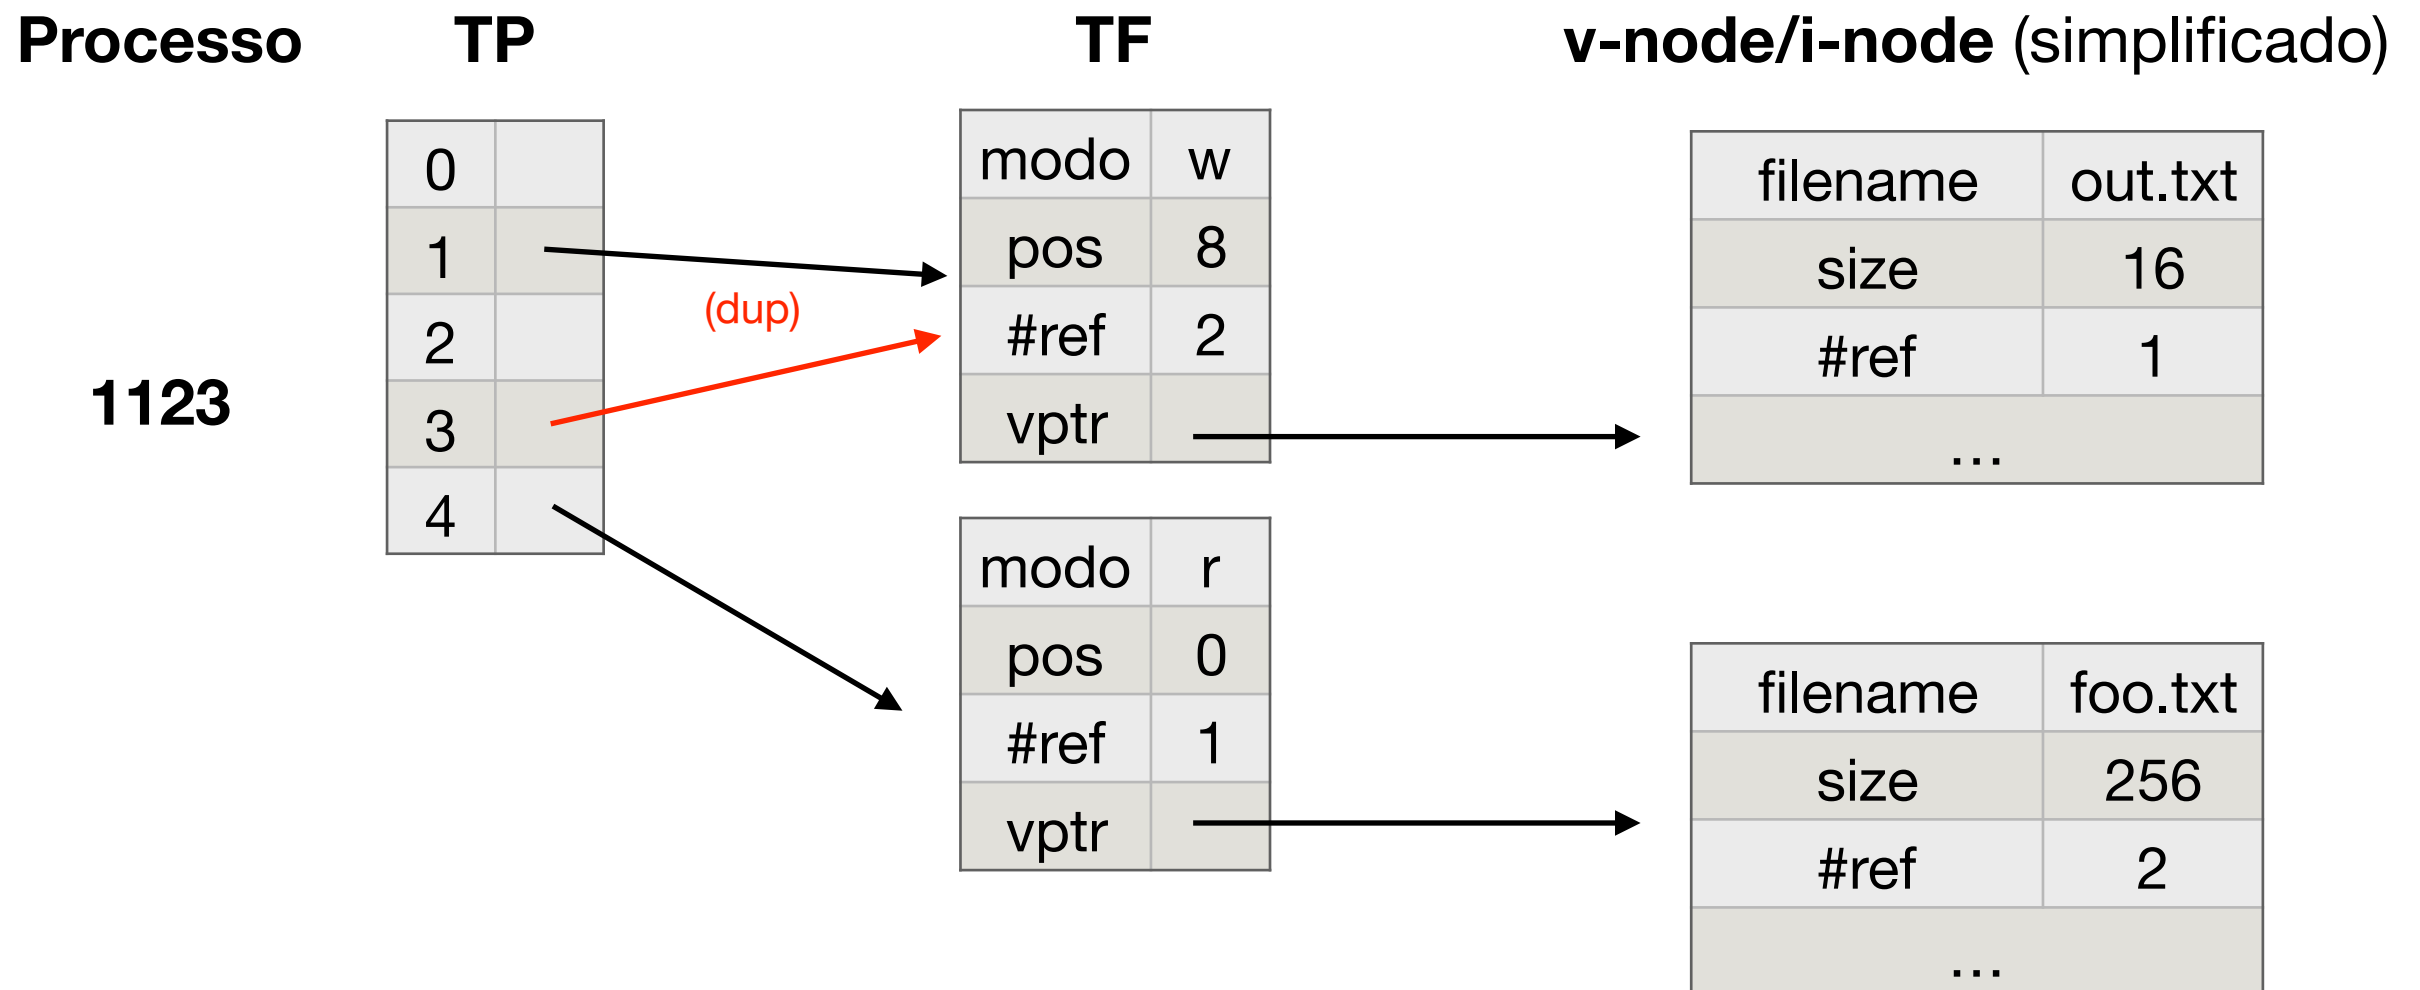 Processo TP TF v-node/i-node (simplificado)
1123
0
1
2
3
4
(dup)
modo w
pos 8
#ref 2
vptr
modo r
pos 0
#ref 1
vptr
filename out.txt
size 16
#ref 1
...
filename foo.txt
size 256
#ref 2
...